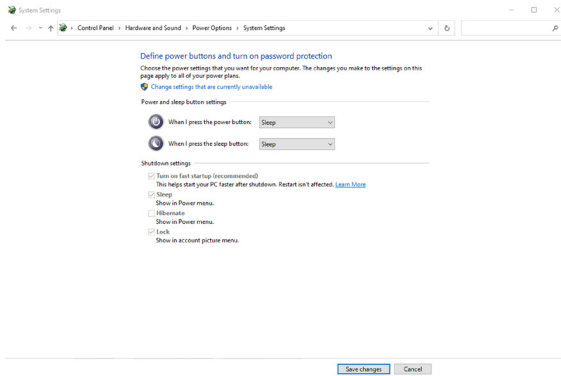 System Settings
Control Panel › Hardware and Sound › Power Options › System Settings
Define power buttons and turn on password protection
Choose the power settings that you want for your computer. The changes you make to the settings on this
page apply to all of your power plans.
Change settings that are currently unavailable
Power and sleep button settings
When I press the power button: Sleep
When I press the sleep button: Sleep
Shutdown settings
Turn on fast startup (recommended)
This helps start your PC faster after shutdown. Restart isn't affected. Learn More
Sleep
Show in Power menu.
Hibernate
Show in Power menu.
Lock
Show in account picture menu.
Save changes Cancel